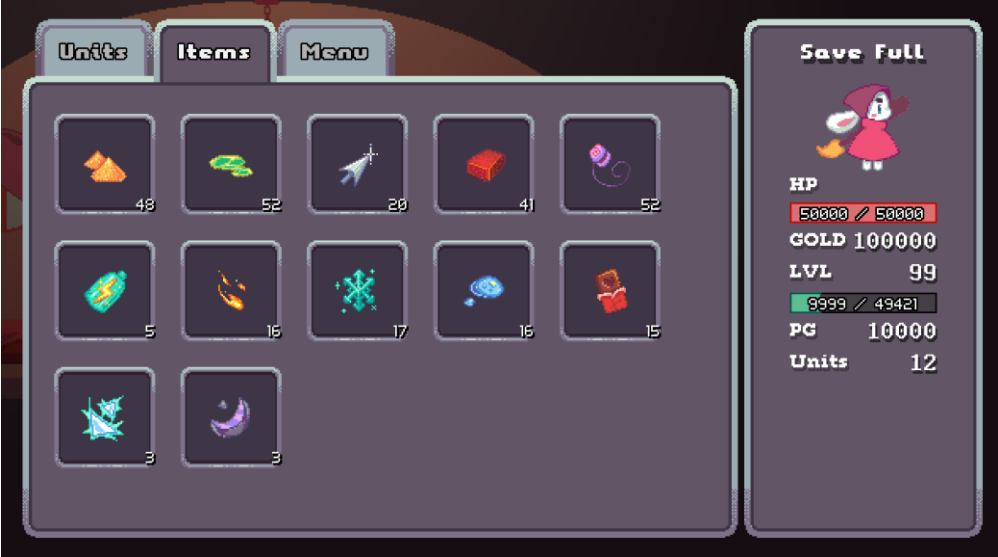 Units Items Menu
48 52 20 41 52
5 16 17 16 15
3 3
Save Full
HP
50000 / 50000
GOLD 100000
LVL 99
9999 / 49421
PG 10000
Units 12